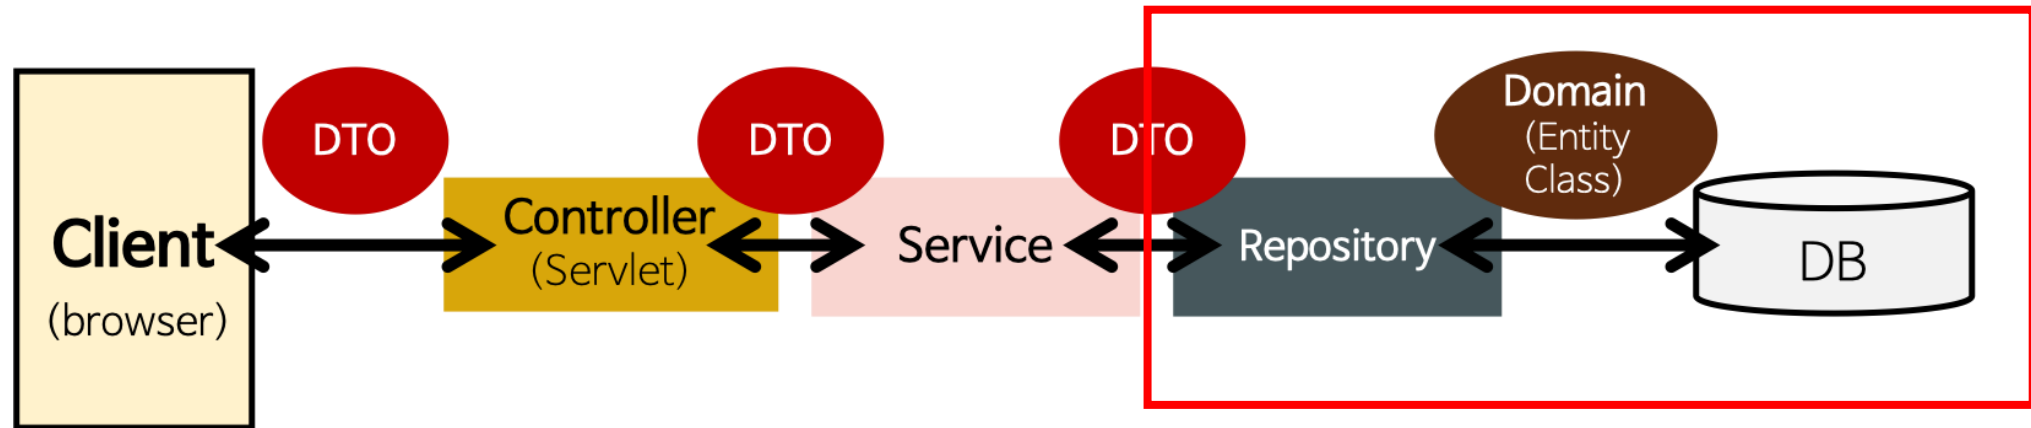 Client
(browser)
DTO
Controller
(Servlet)
DTO
Service
DTO
Repository
Domain
(Entity
Class)
DB